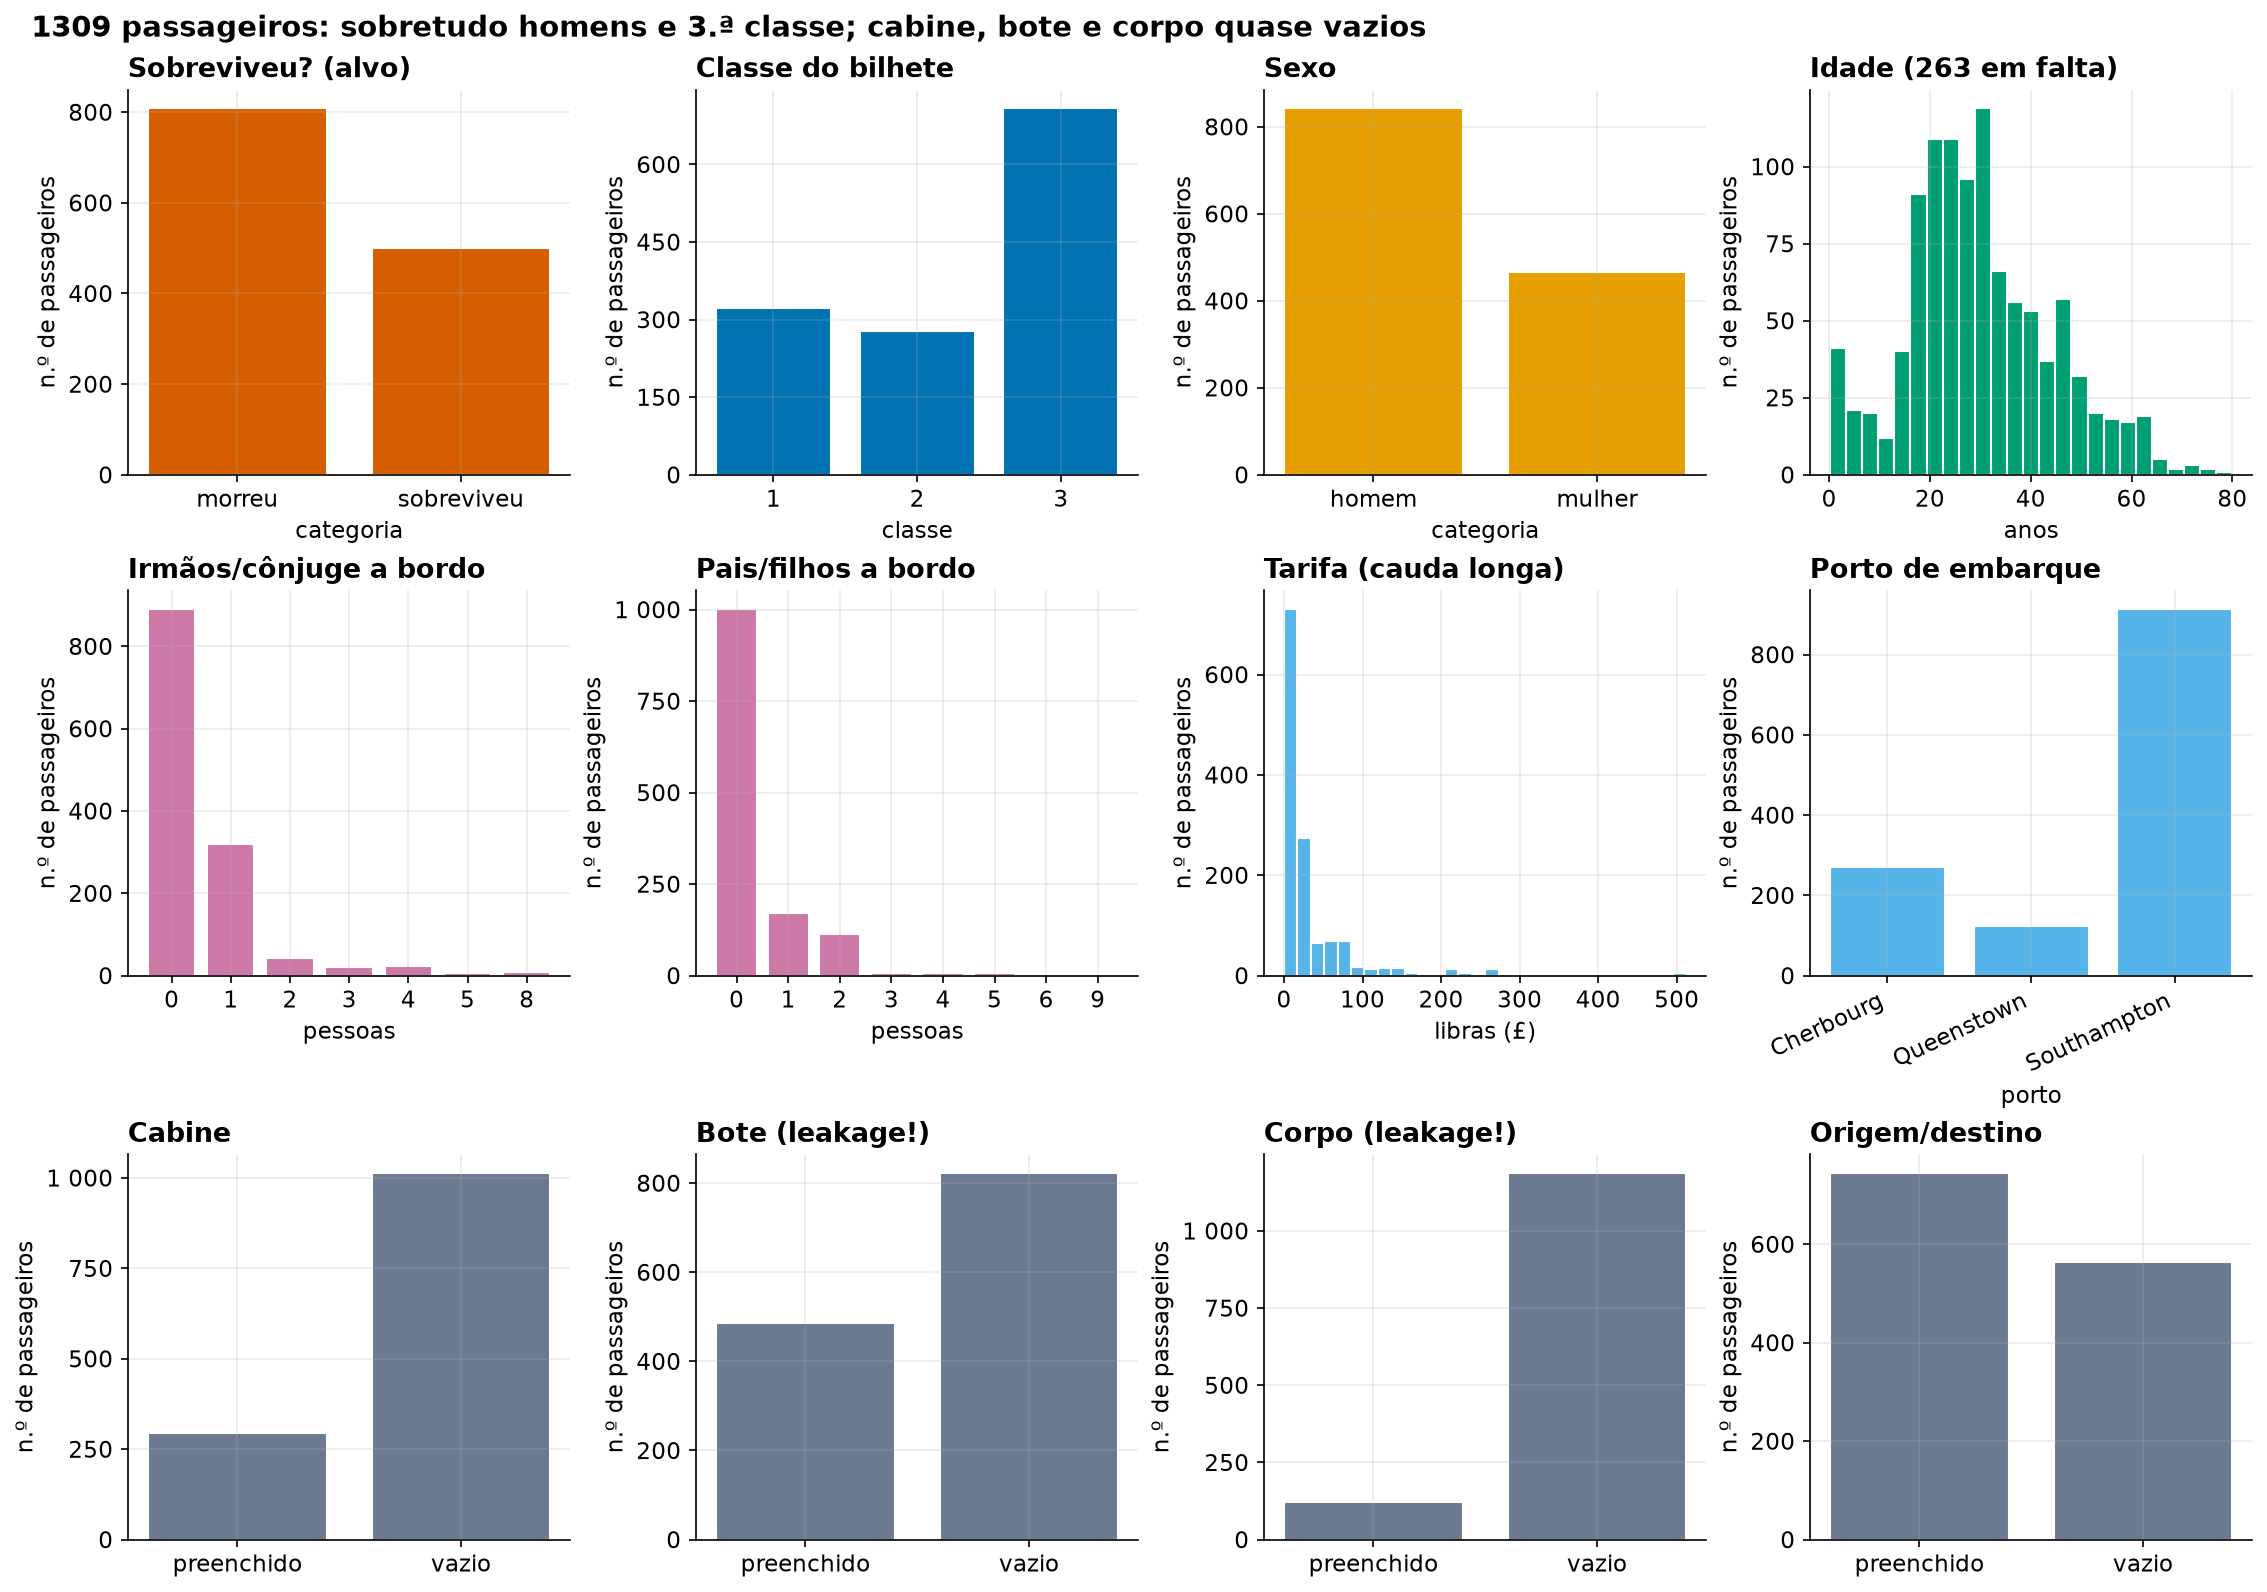 1309 passageiros: sobretudo homens e 3.ª classe; cabine, bote e corpo quase vazios
Sobreviveu? (alvo)
n.º de passageiros
800
600
400
200
0
morreu
sobreviveu
categoria
Classe do bilhete
n.º de passageiros
600
450
300
150
0
1
2
3
classe
Sexo
n.º de passageiros
800
600
400
200
0
homem
mulher
categoria
Idade (263 em falta)
n.º de passageiros
100
75
50
25
0
0
20
40
60
80
anos
Irmãos/cônjuge a bordo
n.º de passageiros
800
600
400
200
0
0
1
2
3
4
5
8
pessoas
Pais/filhos a bordo
n.º de passageiros
1 000
750
500
250
0
0
1
2
3
4
5
6
9
pessoas
Tarifa (cauda longa)
n.º de passageiros
600
400
200
0
0
100
200
300
400
500
libras (£)
Porto de embarque
n.º de passageiros
800
600
400
200
0
Cherbourg
Queenstown
Southampton
porto
Cabine
n.º de passageiros
1 000
750
500
250
0
preenchido
vazio
Bote (leakage!)
n.º de passageiros
800
600
400
200
0
preenchido
vazio
Corpo (leakage!)
n.º de passageiros
1 000
750
500
250
0
preenchido
vazio
Origem/destino
n.º de passageiros
600
400
200
0
preenchido
vazio